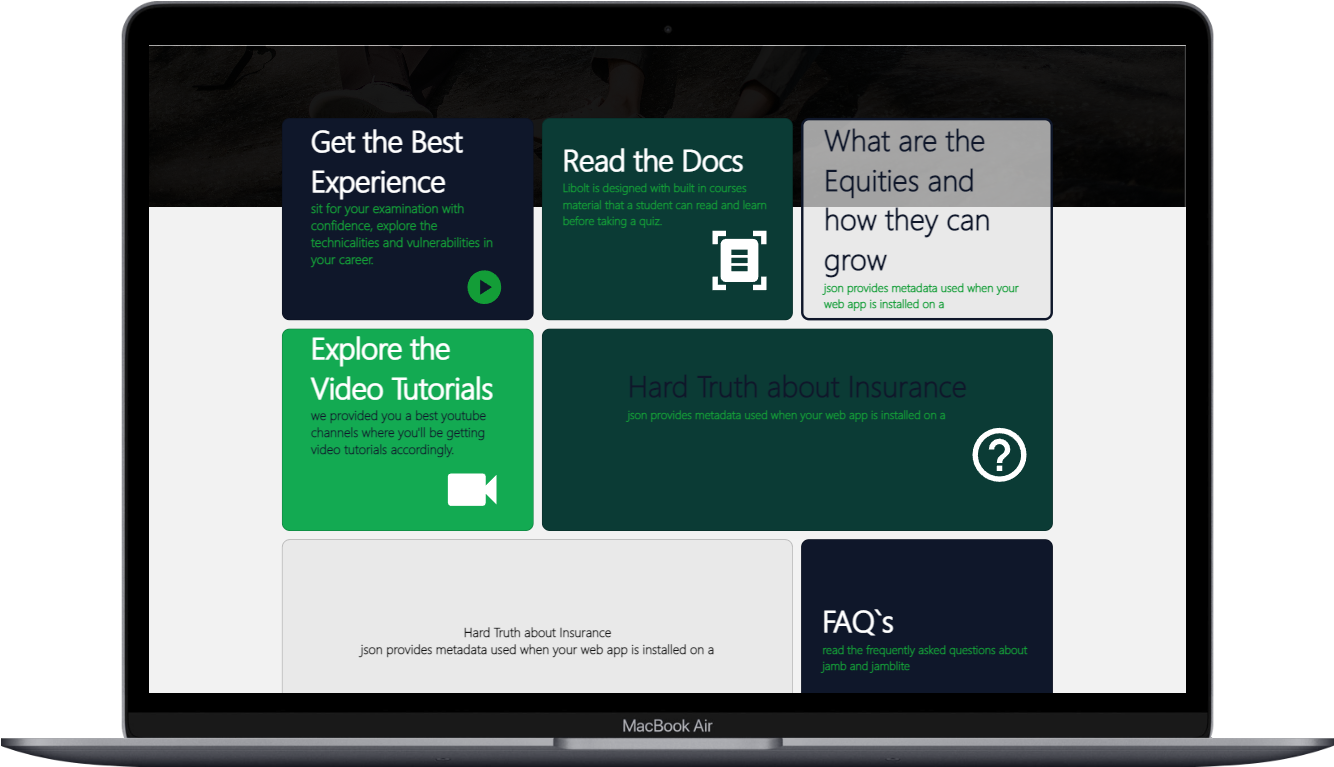 Get the Best
Experience
sit for your examination with
confidence, explore the
technicalities and vulnerabilities in
your career.
Read the Docs
Libolt is designed with built in courses
material that a student can read and learn
before taking a quiz.
What are the
Equities and
how they can
grow
json provides metadata used when your
web app is installed on a
Explore the
Video Tutorials
we provided you a best youtube
channels where you'll be getting
video tutorials accordingly.
Hard Truth about Insurance
json provides metadata used when your web app is installed on a
Hard Truth about Insurance
json provides metadata used when your web app is installed on a
FAQ`s
read the frequently asked questions about
jamb and jamblite
MacBook Air